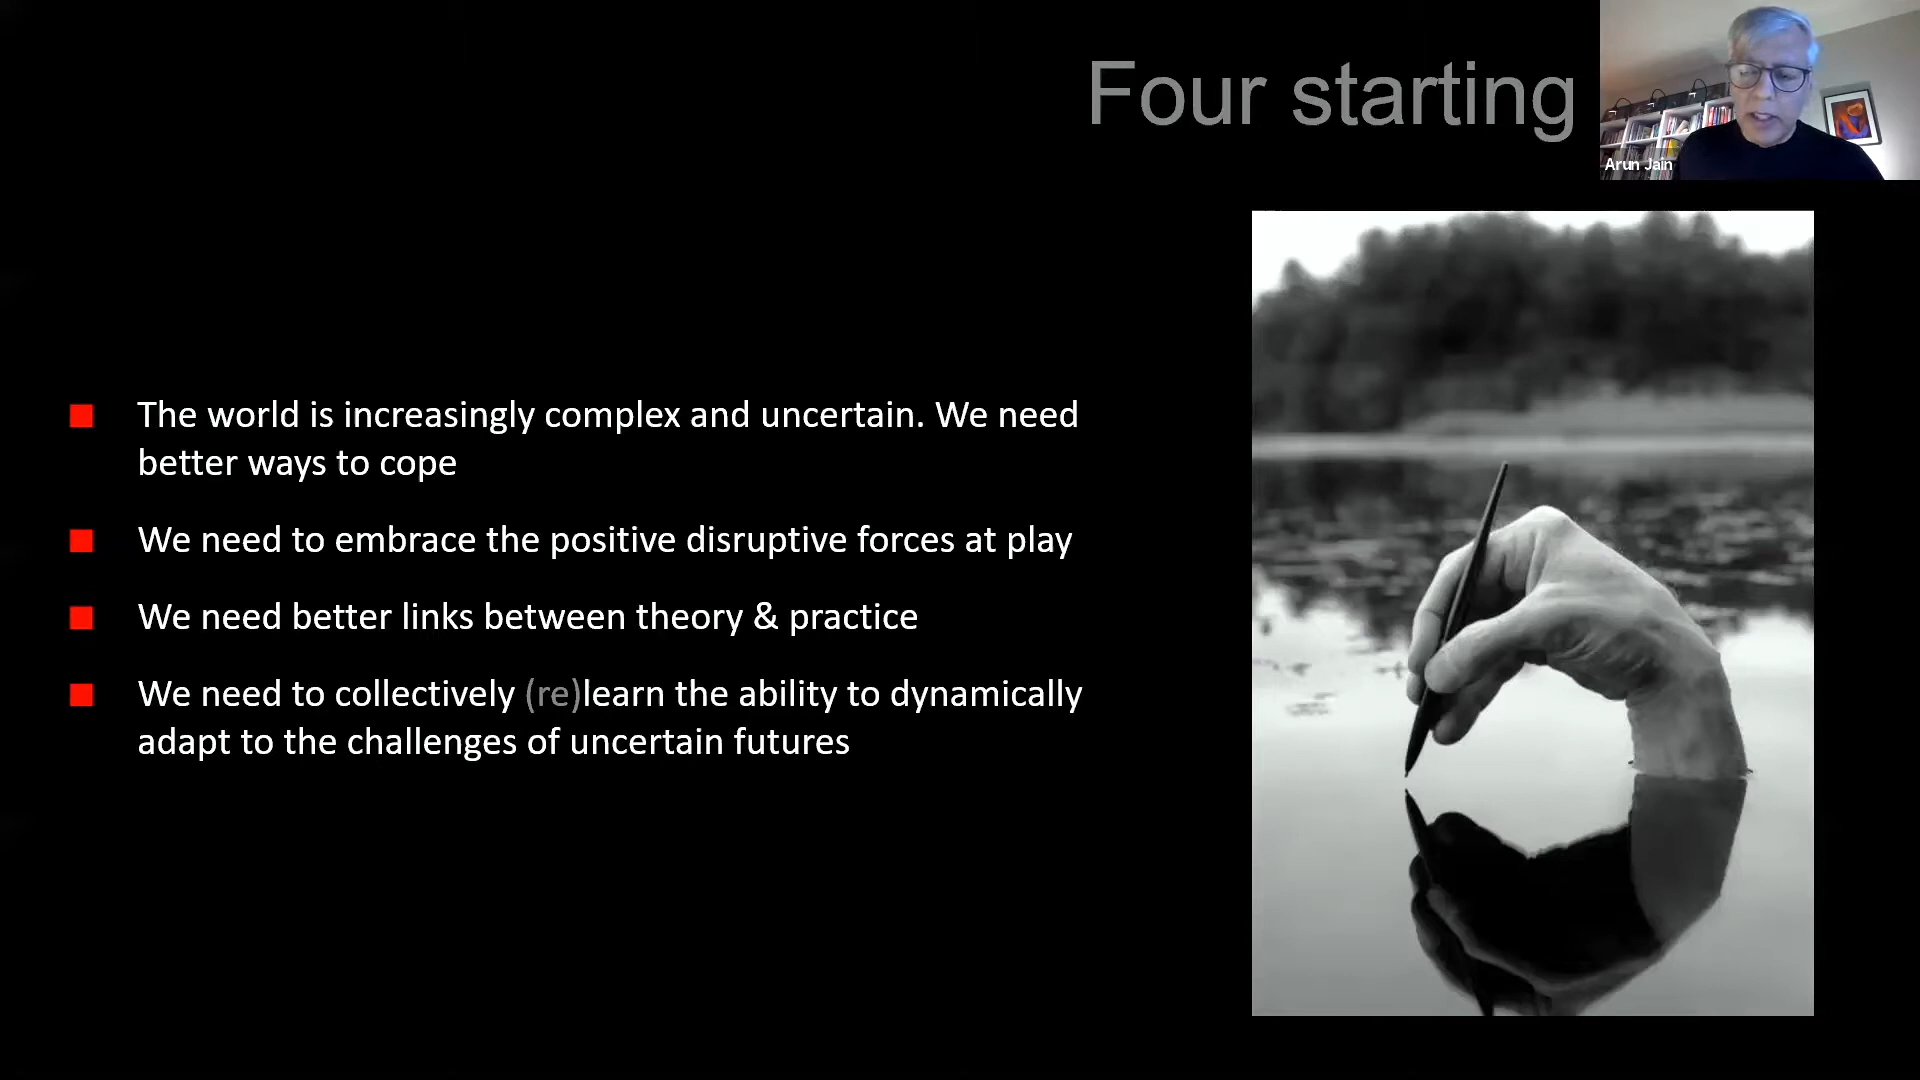 Four starting
Arun Jain
The world is increasingly complex and uncertain. We need
better ways to cope
We need to embrace the positive disruptive forces at play
We need better links between theory & practice
We need to collectively (re)learn the ability to dynamically
adapt to the challenges of uncertain futures